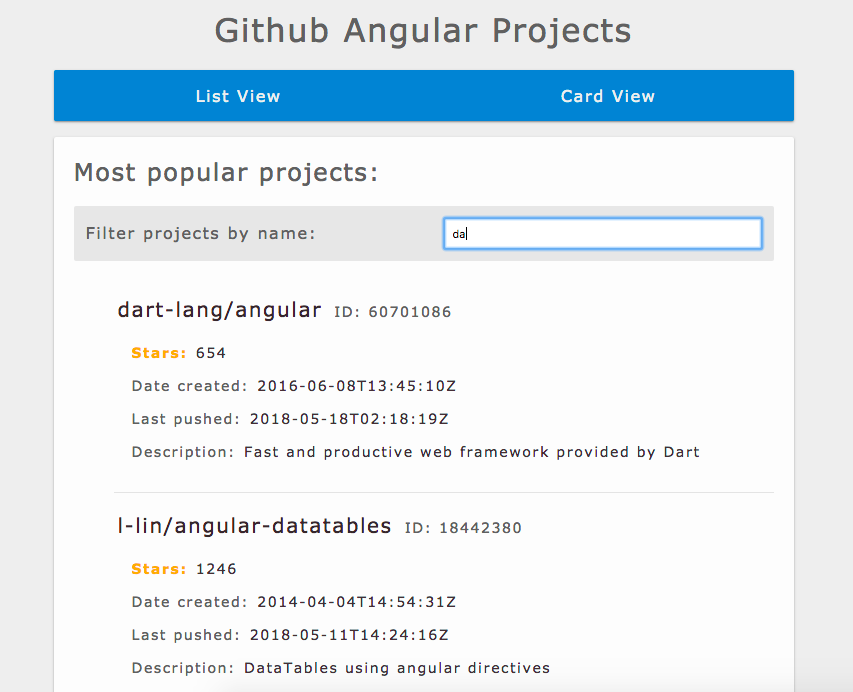 Github Angular Projects
List View Card View
Most popular projects:
Filter projects by name: da
dart-lang/angular ID: 60701086
Stars: 654
Date created: 2016-06-08T13:45:10Z
Last pushed: 2018-05-18T02:18:19Z
Description: Fast and productive web framework provided by Dart
l-lin/angular-datatables ID: 18442380
Stars: 1246
Date created: 2014-04-04T14:54:31Z
Last pushed: 2018-05-11T14:24:16Z
Description: DataTables using angular directives